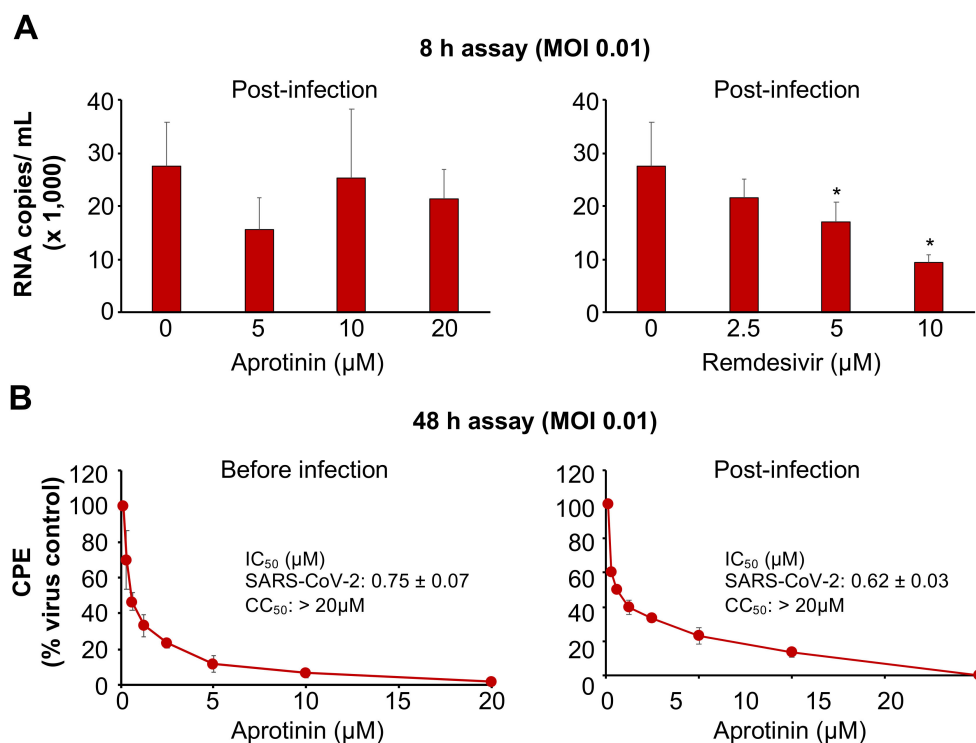 A
8 h assay (MOI 0.01)
Post-infection
Post-infection
RNA copies/ mL
(x 1,000)
40
30
20
10
0
0 5 10 20
Aprotinin (µM)
40
30
20
10
0
*
*
0 2.5 5 10
Remdesivir (µM)
B
48 h assay (MOI 0.01)
Before infection
Post-infection
CPE
(% virus control)
120
100
80
60
40
20
0
IC50 (µM)
SARS-CoV-2: 0.75 ± 0.07
CC50: > 20µM
0 5 10 15 20
Aprotinin (µM)
120
100
80
60
40
20
0
IC50 (µM)
SARS-CoV-2: 0.62 ± 0.03
CC50: > 20µM
0 5 10 15 20
Aprotinin (µM)